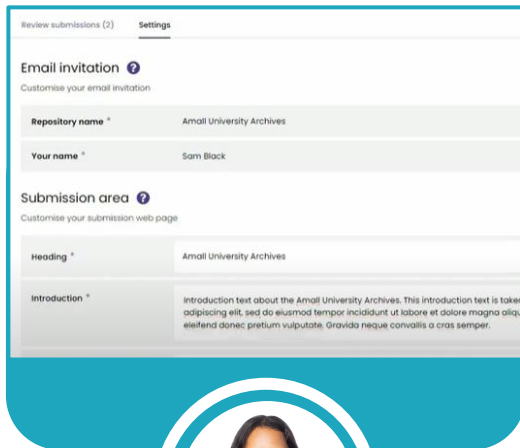 Review submissions (2) Settings
Email invitation ?
Customise your email invitation
Repository name * Amall University Archives
Your name * Sam Black
Submission area ?
Customise your submission web page
Heading * Amall University Archives
Introduction * Introduction text about the Amall University Archives. This introduction text is taken
adipiscing elit, sed do eiusmod tempor incididunt ut labore et dolore magna aliqu
eleifend donec pretium vulputate. Gravida neque convallis a cras semper.